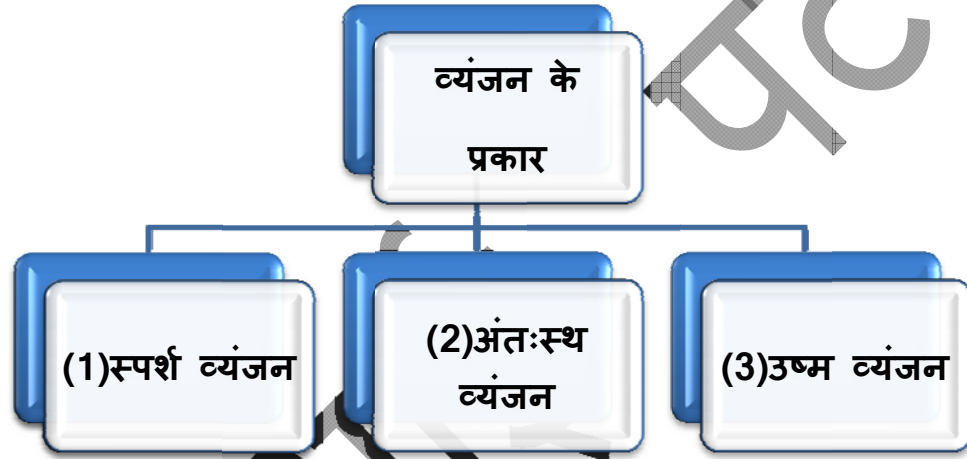 व्यंजन के
प्रकार
(1)स्पर्श व्यंजन
(2)अंतःस्थ
व्यंजन
(3)उष्म व्यंजन